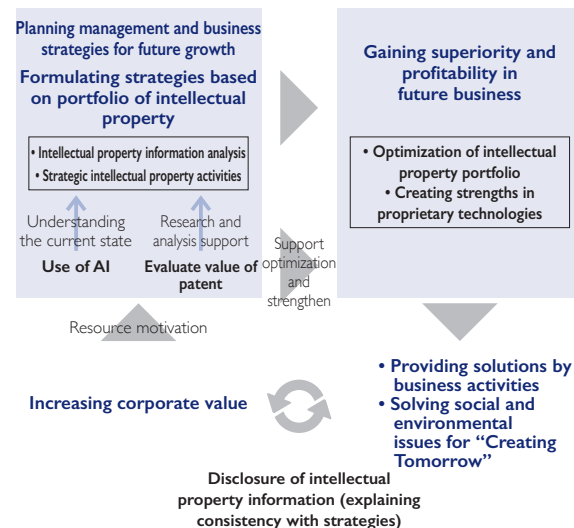 Planning management and business
strategies for future growth
Formulating strategies based
on portfolio of intellectual
property
• Intellectual property information analysis
• Strategic intellectual property activities
Understanding
the current state
Use of AI
Research and
analysis support
Evaluate value of
patent
Support
optimization
and
strengthen
Gaining superiority and
profitability in
future business
• Optimization of intellectual
property portfolio
• Creating strengths in
proprietary technologies
Resource motivation
Increasing corporate value
• Providing solutions by
business activities
• Solving social and
environmental
issues for “Creating
Tomorrow”
Disclosure of intellectual
property information (explaining
consistency with strategies)